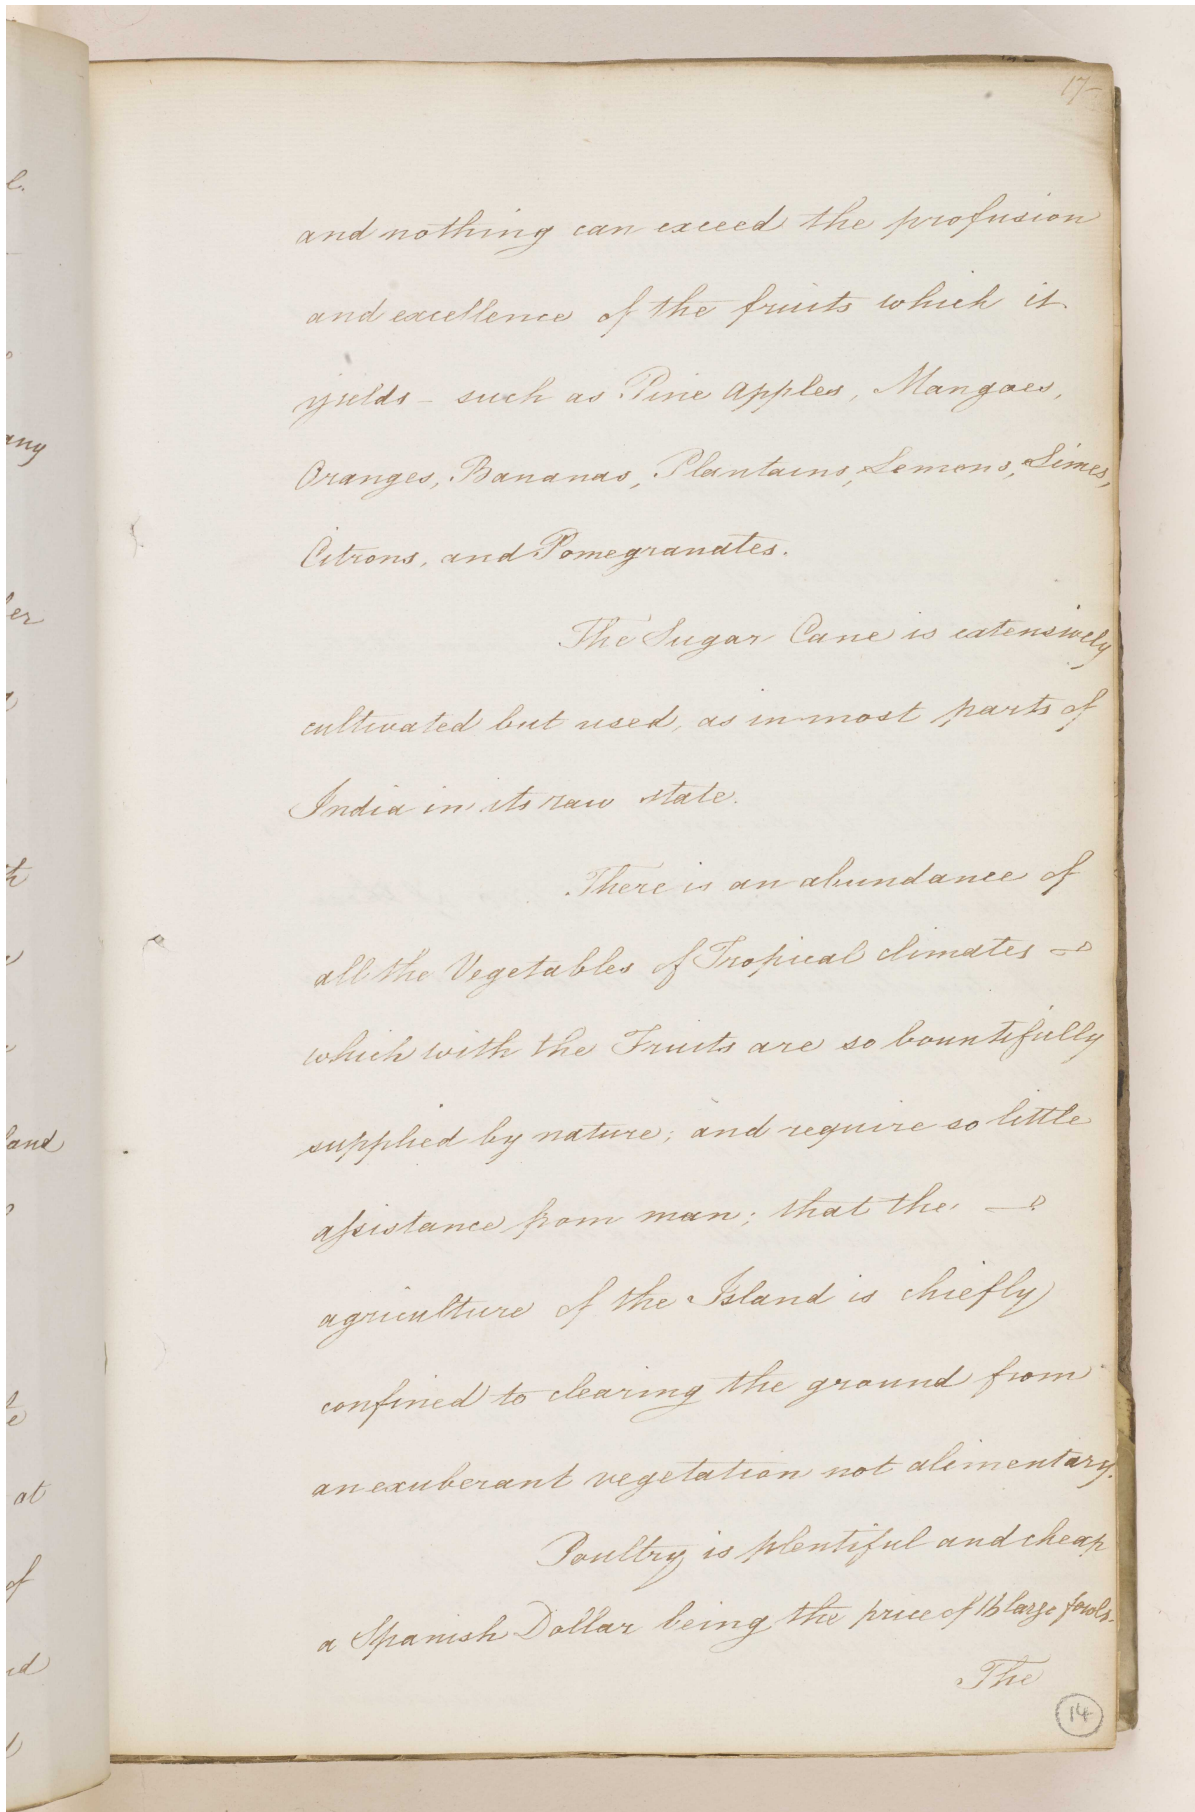 17
and nothing can exceed the profusion
and excellence of the fruits which it
yields - such as Pine Apples, Mangoes,
Oranges, Bananas, Plantains, Lemons, Limes,
Citrons, and Pomegranates.
The Sugar Cane is extensively
cultivated but used, as in most parts of
India in its raw state.
There is an abundance of
all the Vegetables of Tropical climates
which with the Fruits are so bountifully
supplied by nature; and require so little
assistance from man; that the
agriculture of the Island is chiefly
confined to clearing the ground from
an exuberant vegetation not alimentary.
Poultry is plentiful and cheap
a Spanish Dollar being the price of large fowls.
The
14